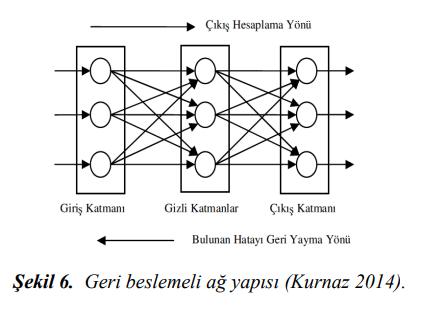 Çıkış Hesaplama Yönü
Giriş Katmanı Gizli Katmanlar Çıkış Katmanı
Bulunan Hatayı Geri Yayma Yönü
Şekil 6. Geri beslemeli ağ yapısı (Kurnaz 2014).